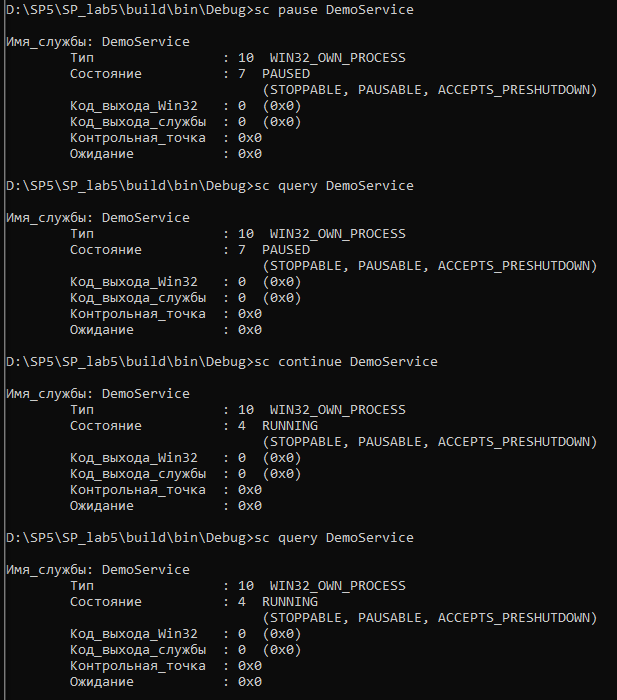 D:\SP5\SP_lab5\build\bin\Debug>sc pause DemoService
Имя_службы: DemoService
Тип : 10 WIN32_OWN_PROCESS
Состояние : 7 PAUSED
(STOPPABLE, PAUSABLE, ACCEPTS_PRESHUTDOWN)
Код_выхода_Win32 : 0 (0x0)
Код_выхода_службы : 0 (0x0)
Контрольная_точка : 0x0
Ожидание : 0x0
D:\SP5\SP_lab5\build\bin\Debug>sc query DemoService
Имя_службы: DemoService
Тип : 10 WIN32_OWN_PROCESS
Состояние : 7 PAUSED
(STOPPABLE, PAUSABLE, ACCEPTS_PRESHUTDOWN)
Код_выхода_Win32 : 0 (0x0)
Код_выхода_службы : 0 (0x0)
Контрольная_точка : 0x0
Ожидание : 0x0
D:\SP5\SP_lab5\build\bin\Debug>sc continue DemoService
Имя_службы: DemoService
Тип : 10 WIN32_OWN_PROCESS
Состояние : 4 RUNNING
(STOPPABLE, PAUSABLE, ACCEPTS_PRESHUTDOWN)
Код_выхода_Win32 : 0 (0x0)
Код_выхода_службы : 0 (0x0)
Контрольная_точка : 0x0
Ожидание : 0x0
D:\SP5\SP_lab5\build\bin\Debug>sc query DemoService
Имя_службы: DemoService
Тип : 10 WIN32_OWN_PROCESS
Состояние : 4 RUNNING
(STOPPABLE, PAUSABLE, ACCEPTS_PRESHUTDOWN)
Код_выхода_Win32 : 0 (0x0)
Код_выхода_службы : 0 (0x0)
Контрольная_точка : 0x0
Ожидание : 0x0